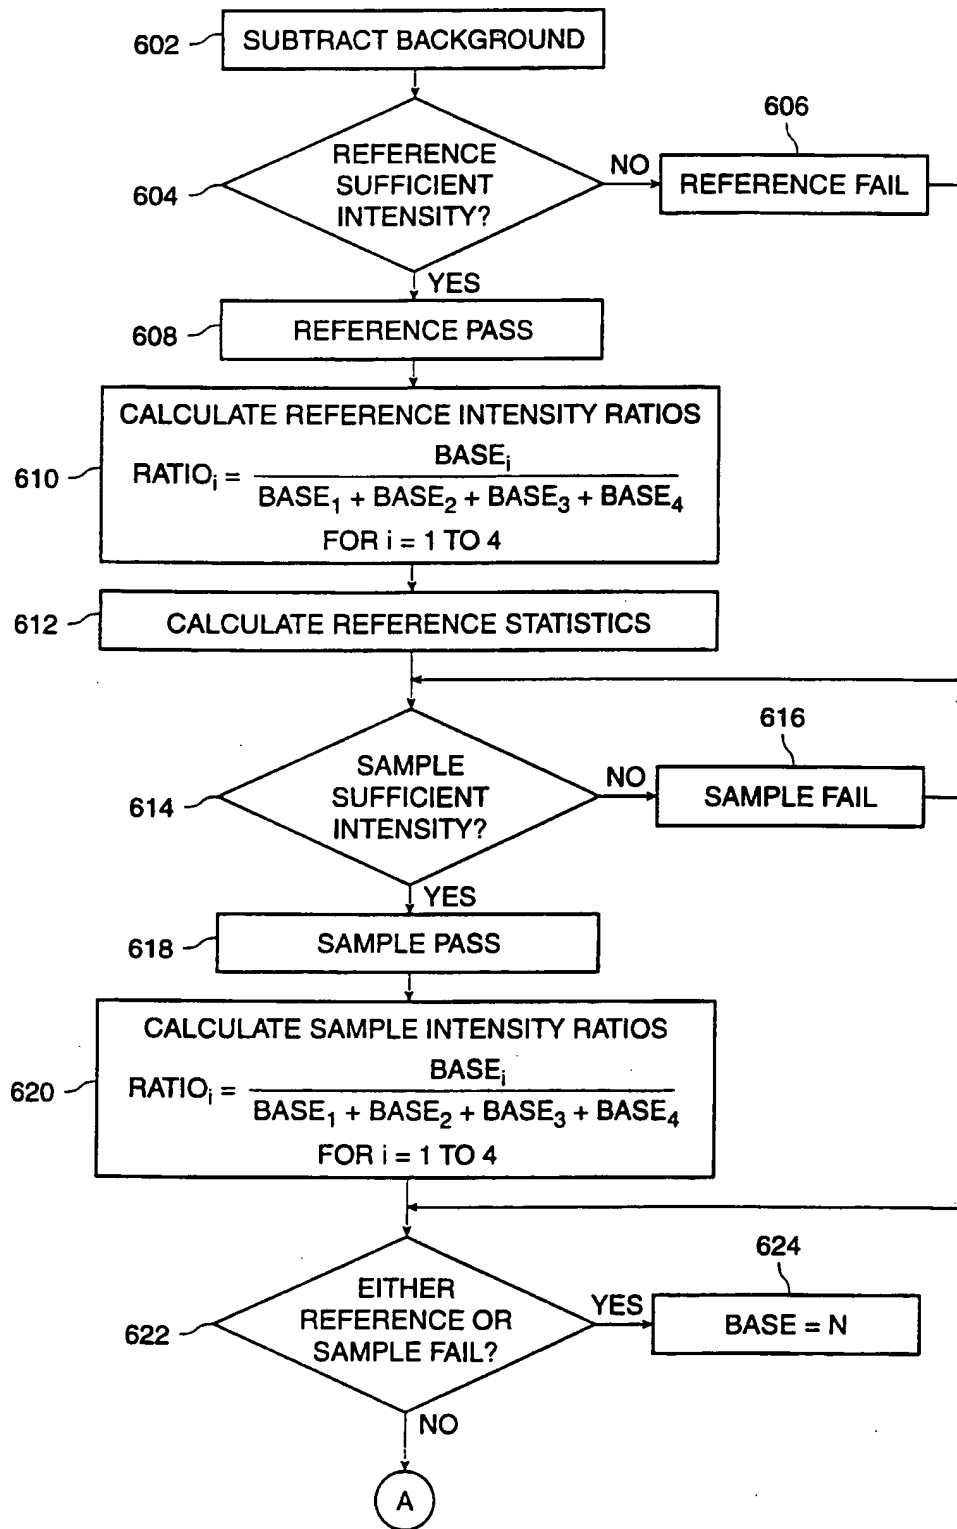 602
SUBTRACT BACKGROUND
604
REFERENCE
SUFFICIENT
INTENSITY?
NO
606
REFERENCE FAIL
YES
608
REFERENCE PASS
610
CALCULATE REFERENCE INTENSITY RATIOS
RATIOi = BASEi
BASE1 + BASE2 + BASE3 + BASE4
FOR i = 1 TO 4
612
CALCULATE REFERENCE STATISTICS
614
SAMPLE
SUFFICIENT
INTENSITY?
NO
616
SAMPLE FAIL
YES
618
SAMPLE PASS
620
CALCULATE SAMPLE INTENSITY RATIOS
RATIOi = BASEi
BASE1 + BASE2 + BASE3 + BASE4
FOR i = 1 TO 4
622
EITHER
REFERENCE OR
SAMPLE FAIL?
YES
624
BASE = N
NO
A